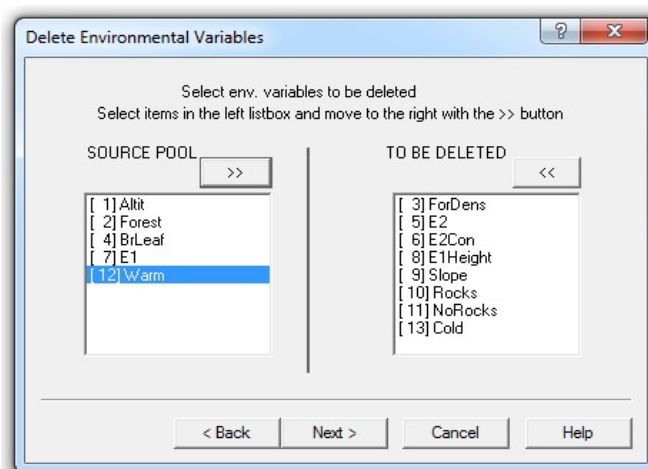 Delete Environmental Variables
Select env. variables to be deleted
Select items in the left listbox and move to the right with the >> button
SOURCE POOL
>>
TO BE DELETED
<<
[ 1] Altit
[ 2] Forest
[ 4] BrLeaf
[ 7] E1
[12] Warm
[ 3] ForDens
[ 5] E2
[ 6] E2Con
[ 8] E1Height
[ 9] Slope
[10] Rocks
[11] NoRocks
[13] Cold
< Back
Next >
Cancel
Help